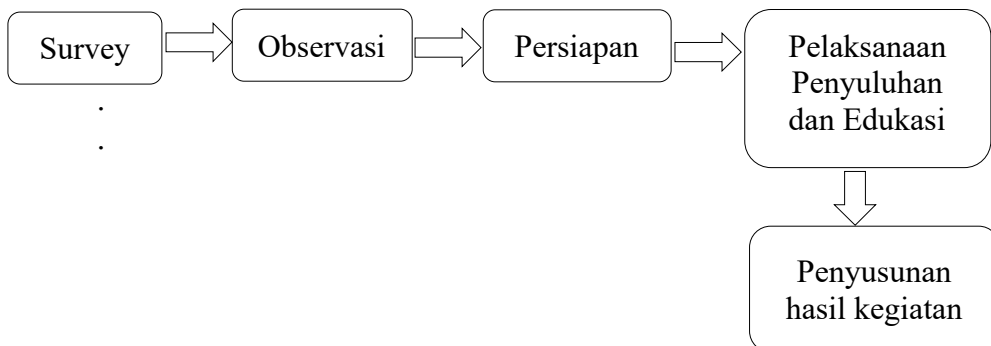 Survey
Observasi
Persiapan
Pelaksanaan
Penyuluhan
dan Edukasi
.
.
Penyusunan
hasil kegiatan